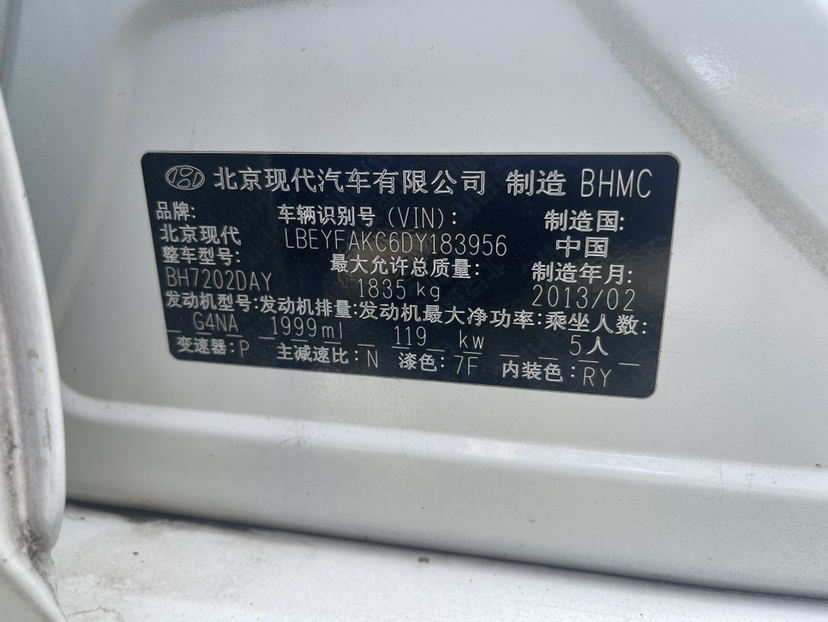 北京现代汽车有限公司 制造 BHMC
品牌: 车辆识别号 (VIN): 制造国:
北京现代 LBEYFAKC6DY183956 中国
整车型号: 最大允许总质量: 制造年月:
BH7202DAY 1835 kg 2013/02
发动机型号: 发动机排量: 发动机最大净功率: 乘坐人数:
G4NA 1999ml 119 kw 5人
变速器: P 主减速比: N 漆色: 7F 内装色: RY